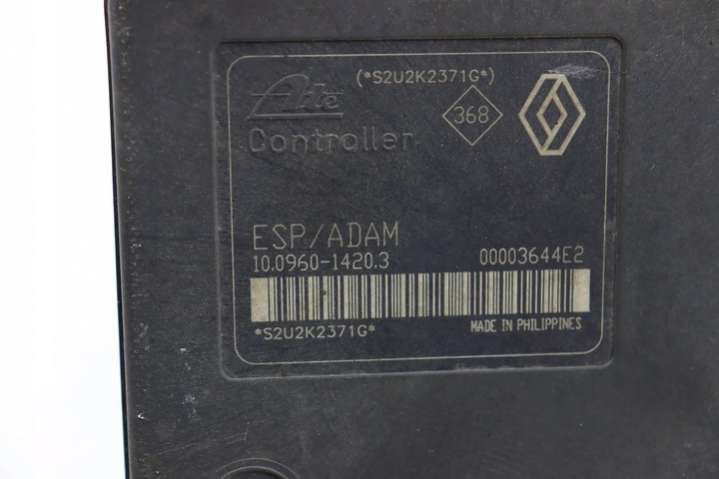 (*S2U2K2371G*)
Ate
368
Controller
ESP/ADAM
10.0960-1420.3 00003644E2
*S2U2K2371G* MADE IN PHILIPPINES